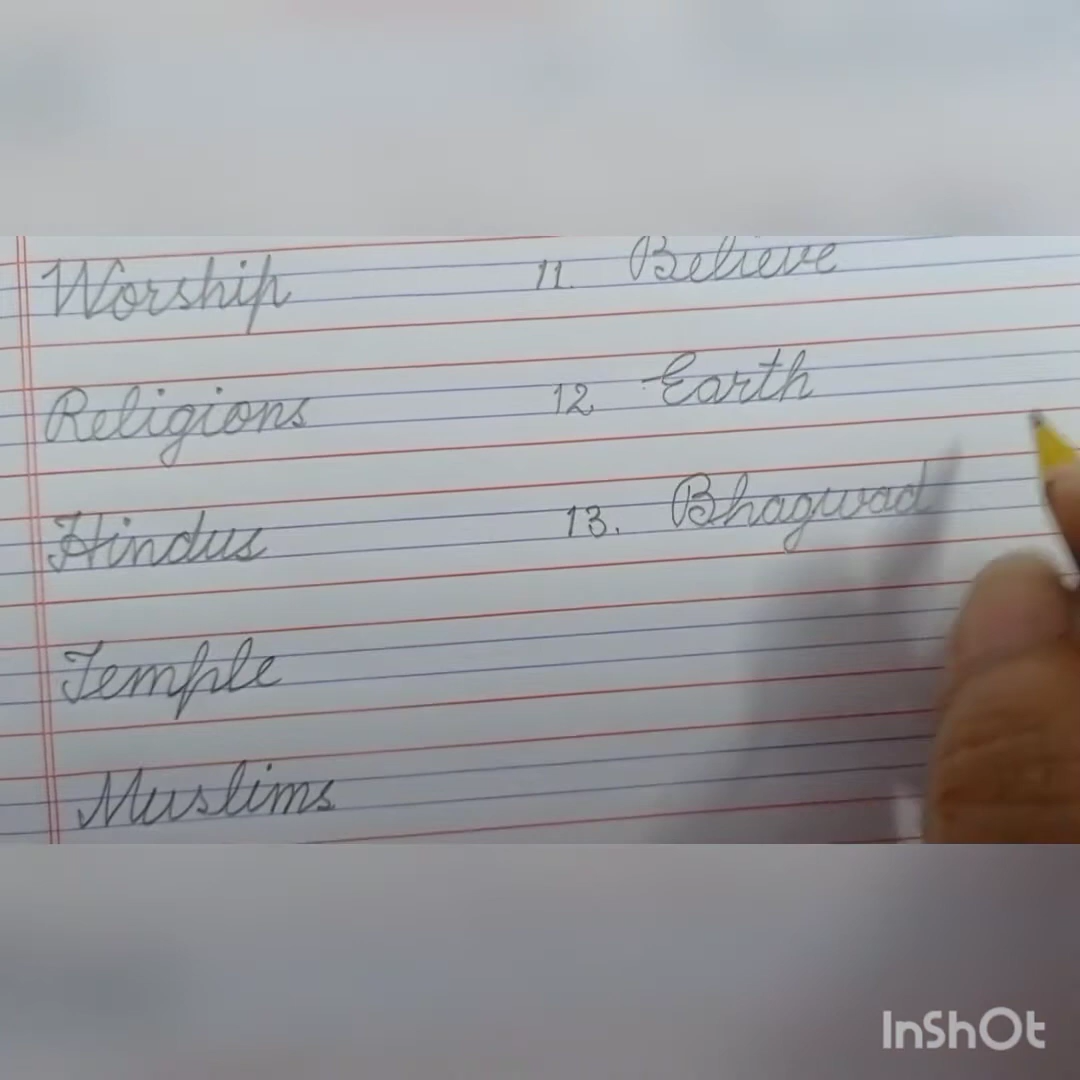 Worship 11. Believe
Religions 12. Earth
Hindus 13. Bhagwad
Temple
Muslims
InShOt